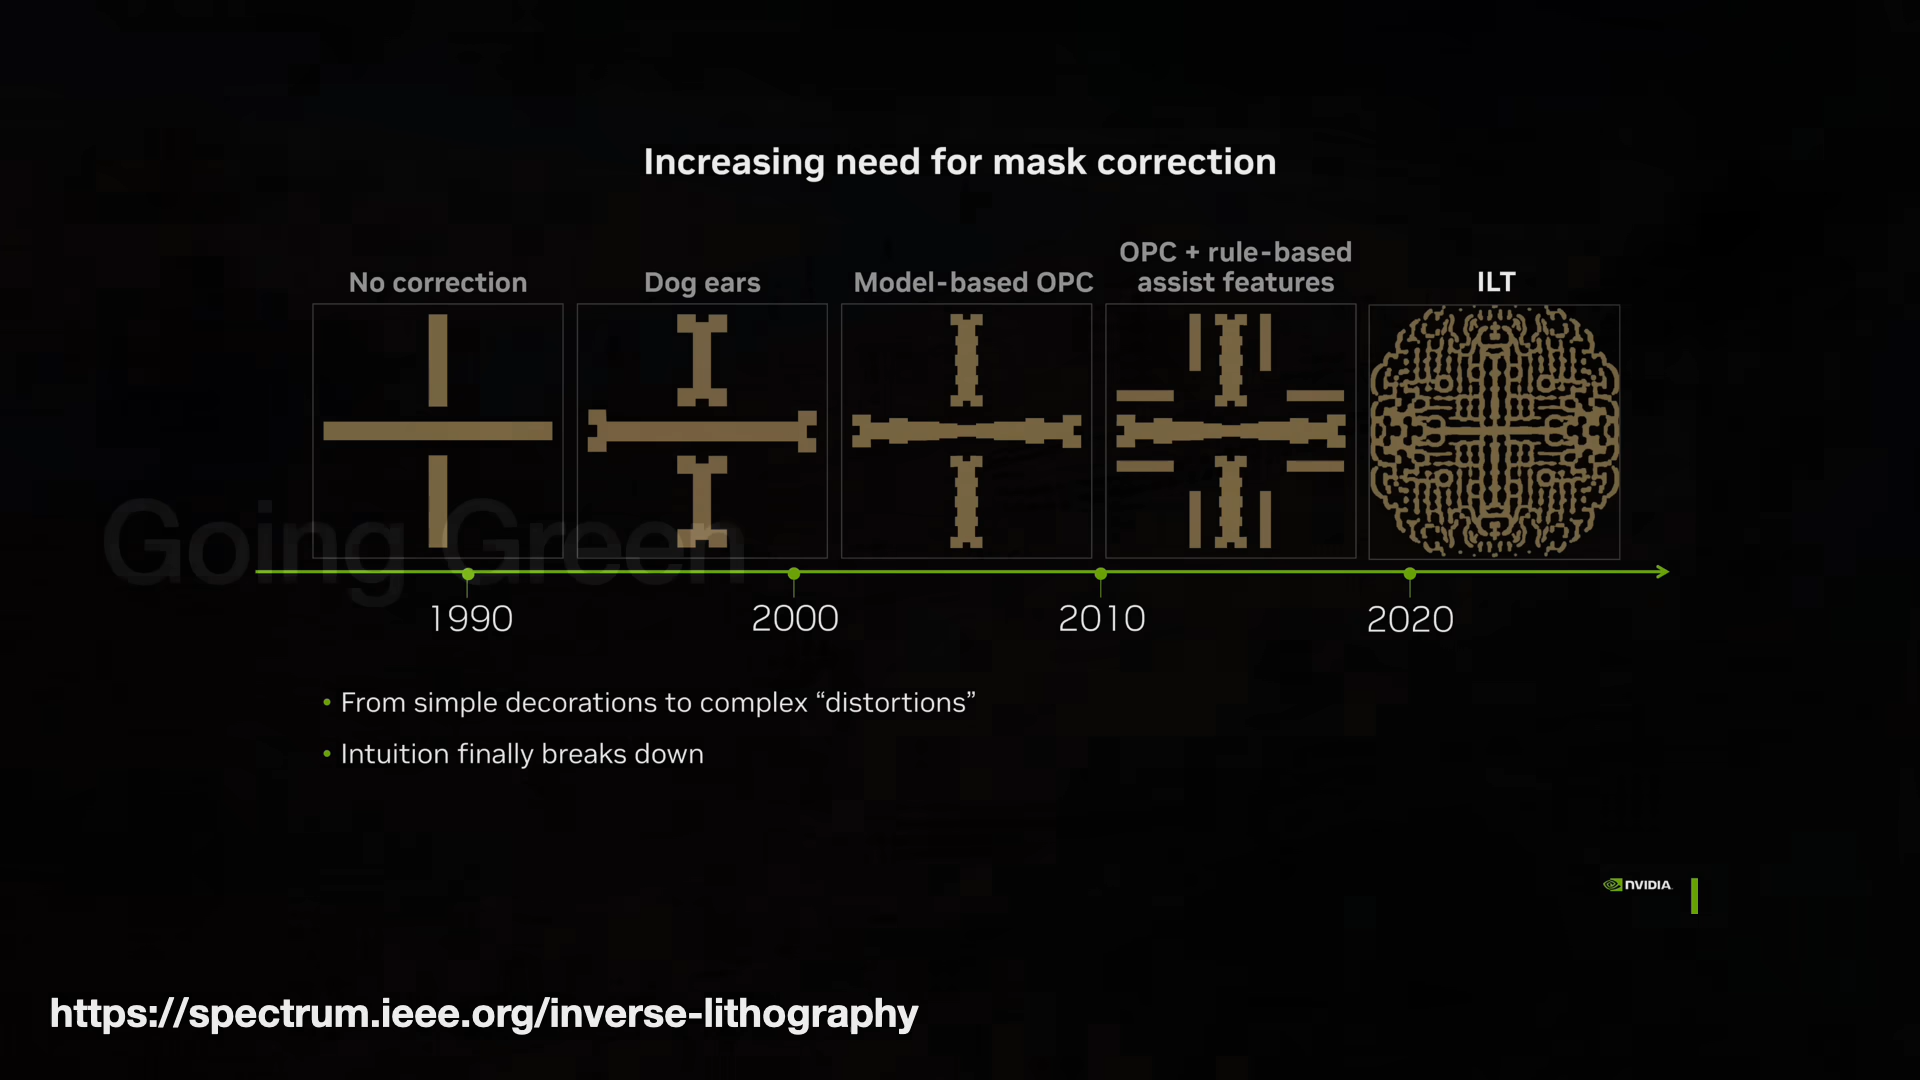 Increasing need for mask correction
No correction
Dog ears
Model-based OPC
OPC + rule-based
assist features
ILT
Going Green
1990
2000
2010
2020
• From simple decorations to complex “distortions”
• Intuition finally breaks down
NVIDIA
https://spectrum.ieee.org/inverse-lithography